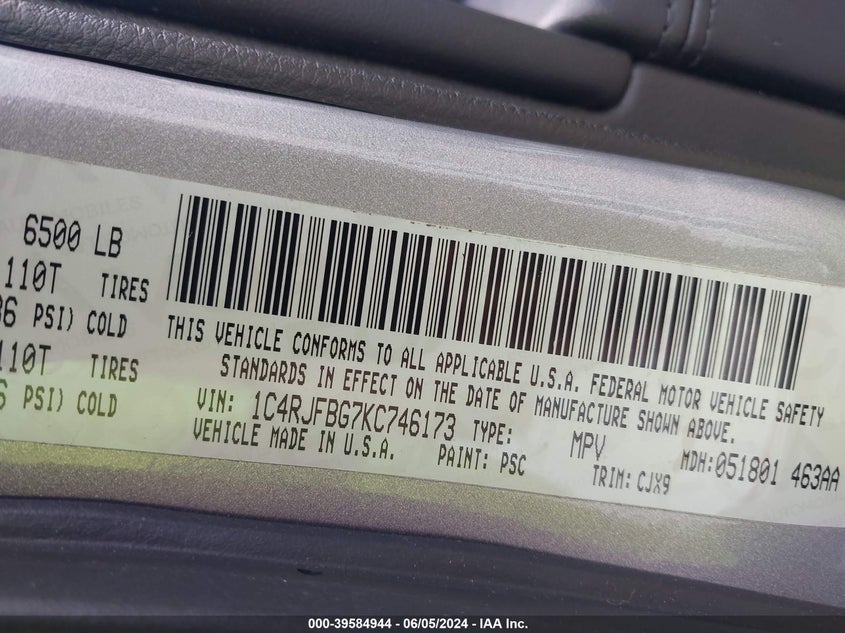 6500 LB
110T TIRES
PSI) COLD
110T TIRES
PSI) COLD
THIS VEHICLE CONFORMS TO ALL APPLICABLE U.S.A. FEDERAL MOTOR VEHICLE SAFETY
STANDARDS IN EFFECT ON THE DATE OF MANUFACTURE SHOWN ABOVE.
VIN: 1C4RJFBG7KC746173 TYPE: MPV MDH:051801 463AA
VEHICLE MADE IN U.S.A. PAINT: PSC TRIM: CJX9
000-39584944 - 06/05/2024 - IAA Inc.